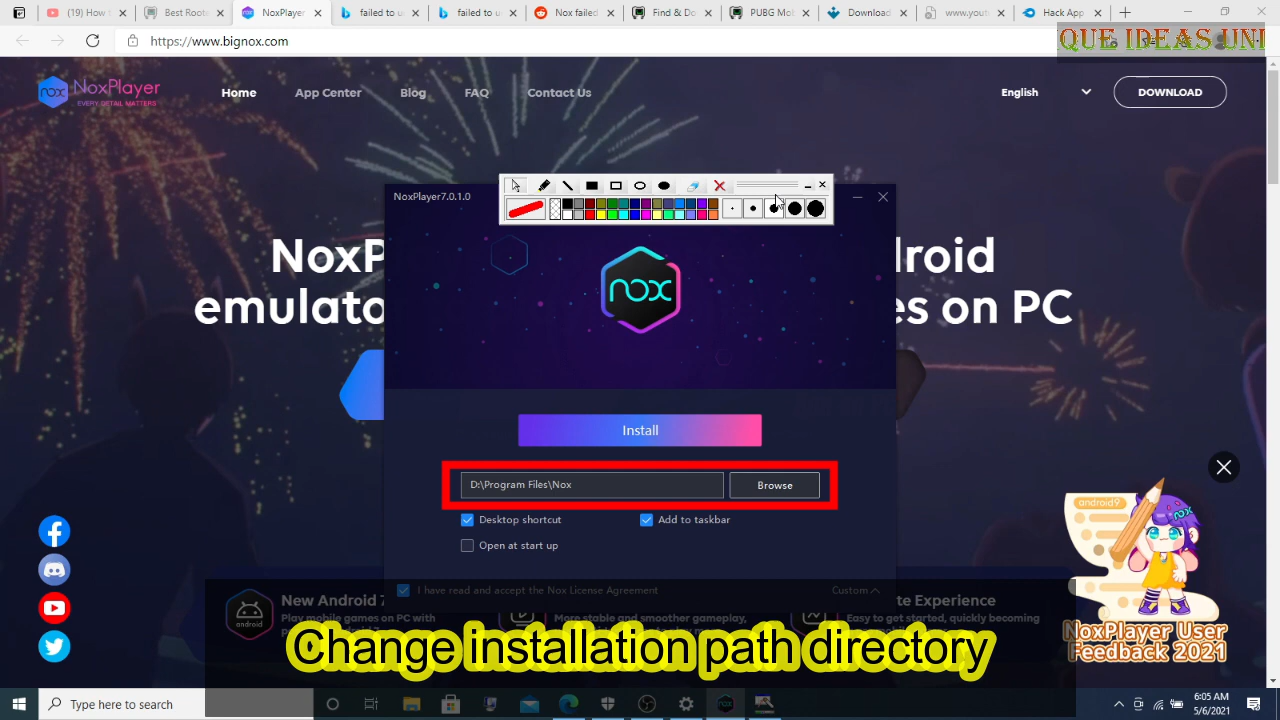 Best Roote
NoxPlayer
failed to u
failed to u
Nox failed
Find & Do
PUBG Mo
Download
www.yout
Hack App
https://www.bignox.com
QUE IDEAS UNI
nox NoxPlayer
EVERY DETAIL MATTERS
Home
App Center
Blog
FAQ
Contact Us
English
DOWNLOAD
NoxPlayer7.0.1.0
NoxP
droid
emulato
es on PC
nox
Install
D:\Program Files\Nox
Browse
Desktop shortcut
Add to taskbar
Open at start up
I have read and accept the Nox License Agreement
Custom
android
New Android 7
Play mobile games on PC with
More stable and smoother gameplay,
te Experience
Easy to get started, quickly becoming
Change installation path directory
android9
NOX
NoxPlayer User
Feedback 2021
Type here to search
6:05 AM
5/6/2021